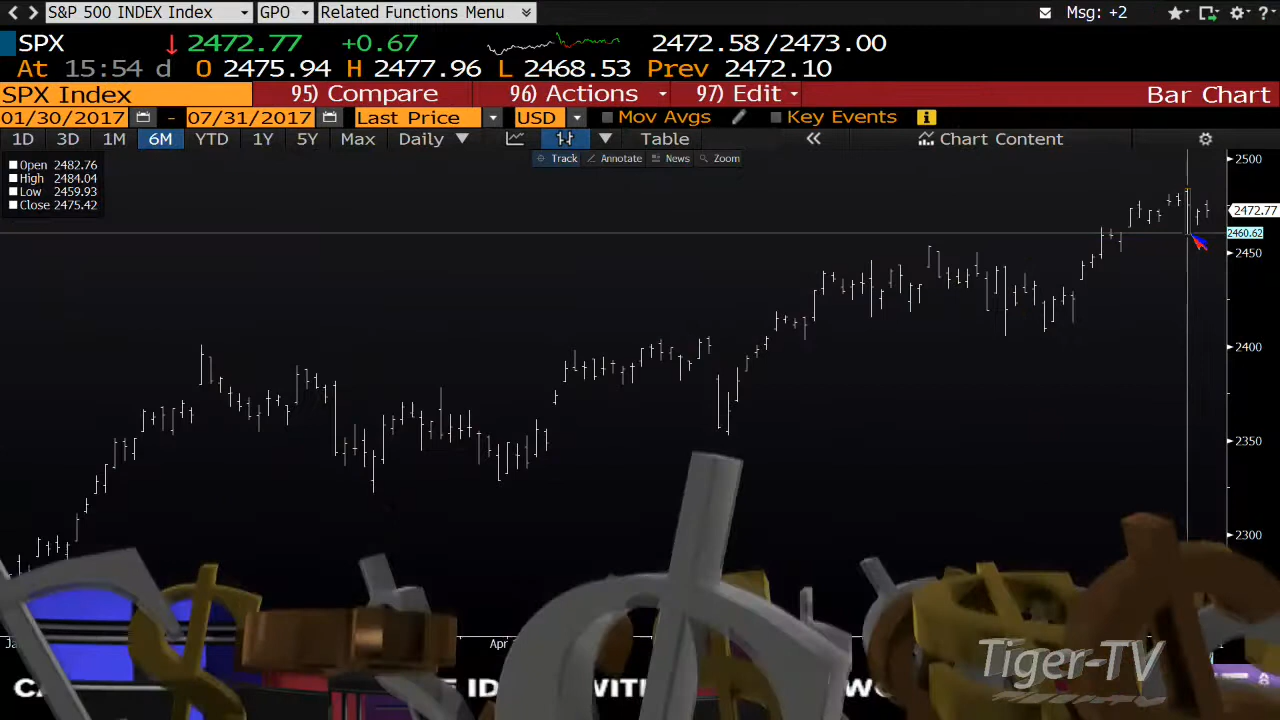 S&P 500 INDEX Index GPO Related Functions Menu Msg: +2 ?
SPX 2472.77 +0.67 2472.58/2473.00
At 15:54 d O 2475.94 H 2477.96 L 2468.53 Prev 2472.10
SPX Index 95) Compare 96) Actions 97) Edit Bar Chart
01/30/2017 - 07/31/2017 Last Price USD Mov Avgs Key Events i
1D 3D 1M 6M YTD 1Y 5Y Max Daily Table Chart Content
Track Annotate News Zoom
Open 2482.76
High 2484.04
Low 2459.93
Close 2475.42
2500
2472.77
2460.62
2450
2400
2350
2300
Apr
Tiger-TV